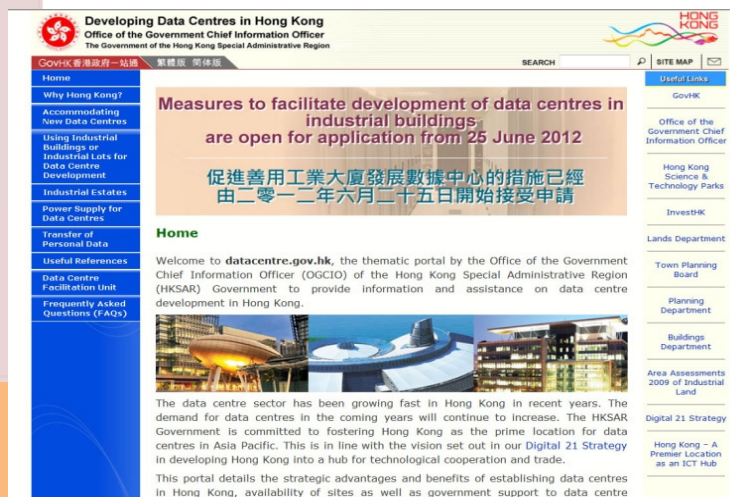 Developing Data Centres in Hong Kong
Office of the Government Chief Information Officer
The Government of the Hong Kong Special Administrative Region
HONG
KONG
GovHK香港政府一站通
繁體版 简体版
SEARCH
SITE MAP
Home
Why Hong Kong?
Accommodating
New Data Centres
Using Industrial
Buildings or
Industrial Lots for
Data Centre
Development
Industrial Estates
Power Supply for
Data Centres
Transfer of
Personal Data
Useful References
Data Centre
Facilitation Unit
Frequently Asked
Questions (FAQs)
Measures to facilitate development of data centres in
industrial buildings
are open for application from 25 June 2012
促進善用工業大廈發展數據中心的措施已經
由二零一二年六月二十五日開始接受申請
Home
Welcome to datacentre.gov.hk, the thematic portal by the Office of the Government
Chief Information Officer (OGCIO) of the Hong Kong Special Administrative Region
(HKSAR) Government to provide information and assistance on data centre
development in Hong Kong.
The data centre sector has been growing fast in Hong Kong in recent years. The
demand for data centres in the coming years will continue to increase. The HKSAR
Government is committed to fostering Hong Kong as the prime location for data
centres in Asia Pacific. This is in line with the vision set out in our Digital 21 Strategy
in developing Hong Kong into a hub for technological cooperation and trade.
This portal details the strategic advantages and benefits of establishing data centres
in Hong Kong, availability of sites as well as government support to data centre
Useful Links
GovHK
Office of the
Government Chief
Information Officer
Hong Kong
Science &
Technology Parks
InvestHK
Lands Department
Town Planning
Board
Planning
Department
Buildings
Department
Area Assessments
2009 of Industrial
Land
Digital 21 Strategy
Hong Kong – A
Premier Location
as an ICT Hub